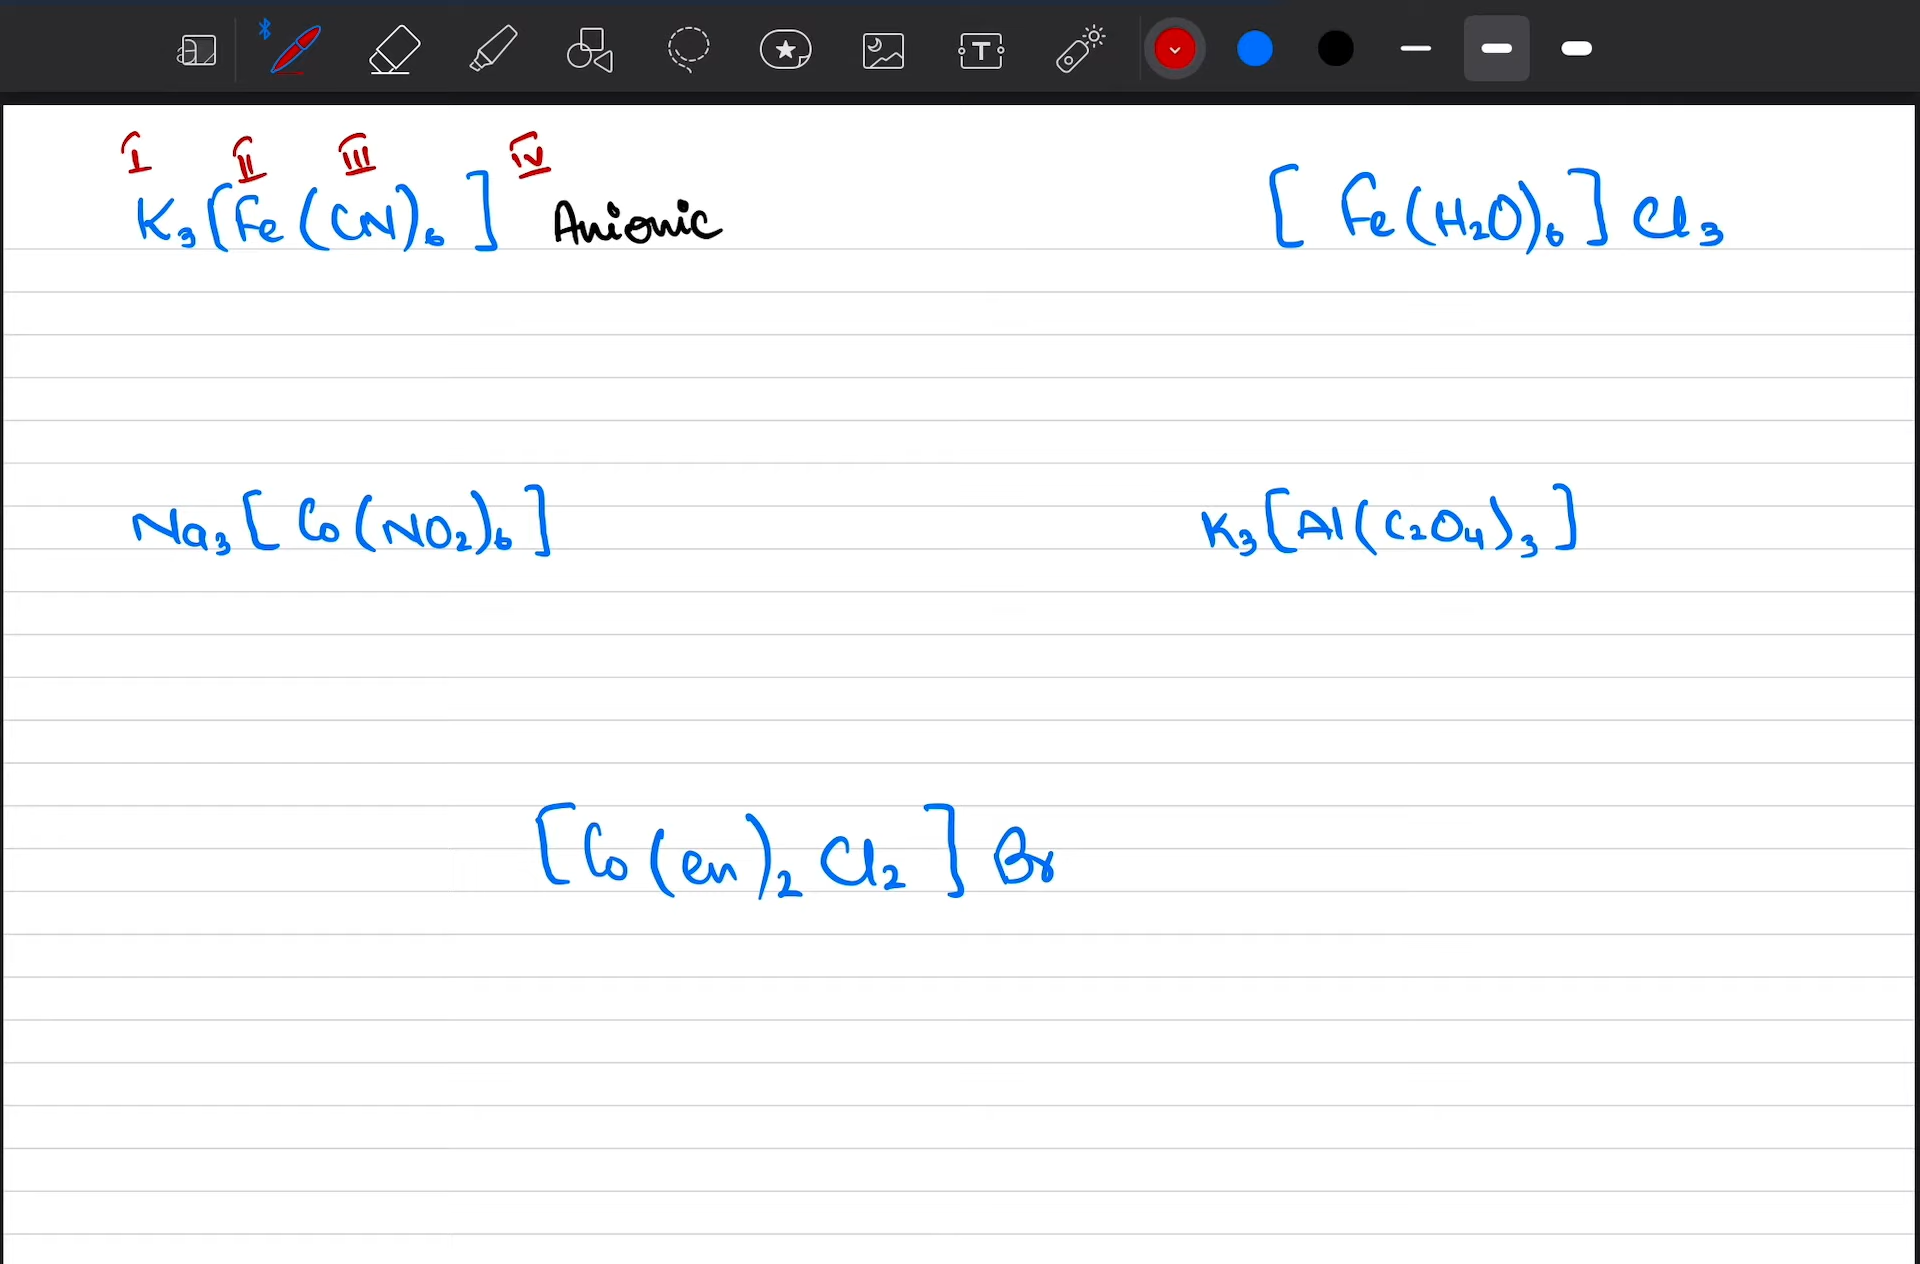 I II III IV
K₃[Fe(CN)₆] Anionic
[Fe(H₂O)₆]Cl₃
Na₃[Co(NO₂)₆]
K₃[Al(C₂O₄)₃]
[Co(en)₂Cl₂]Br